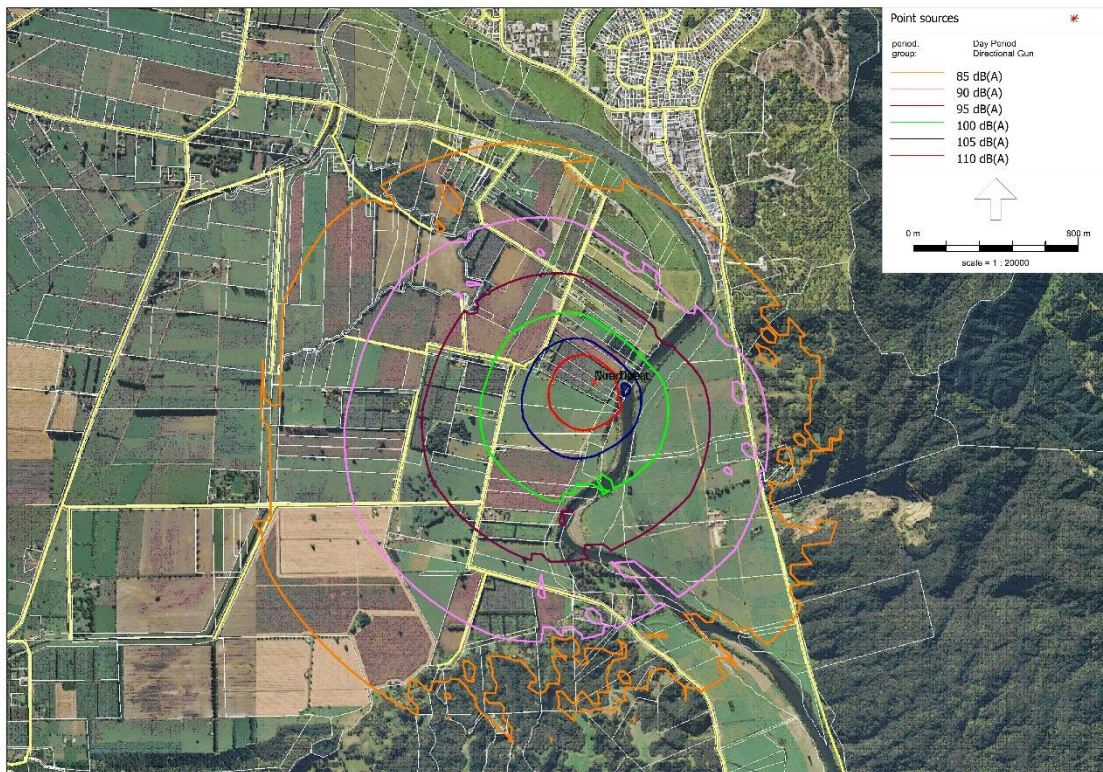 Point sources
period. Day Period
group: Directional Gun
85 dB(A)
90 dB(A)
95 dB(A)
100 dB(A)
105 dB(A)
110 dB(A)
0 m 800 m
scale = 1 : 20000